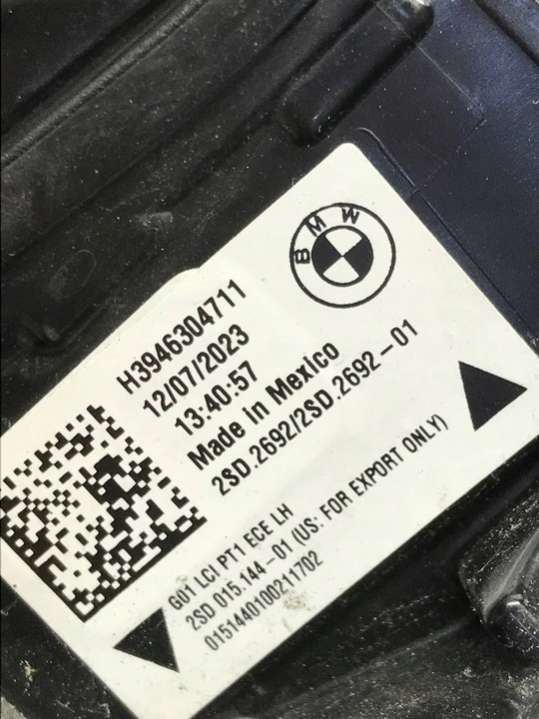 BMW
H3946304711
12/07/2023
13:40:57
Made in Mexico
2SD.2692/2SD.2692-01
G01 LCI PT1 ECE LH
2SD 015.144-01 (US: FOR EXPORT ONLY)
0151440100211702